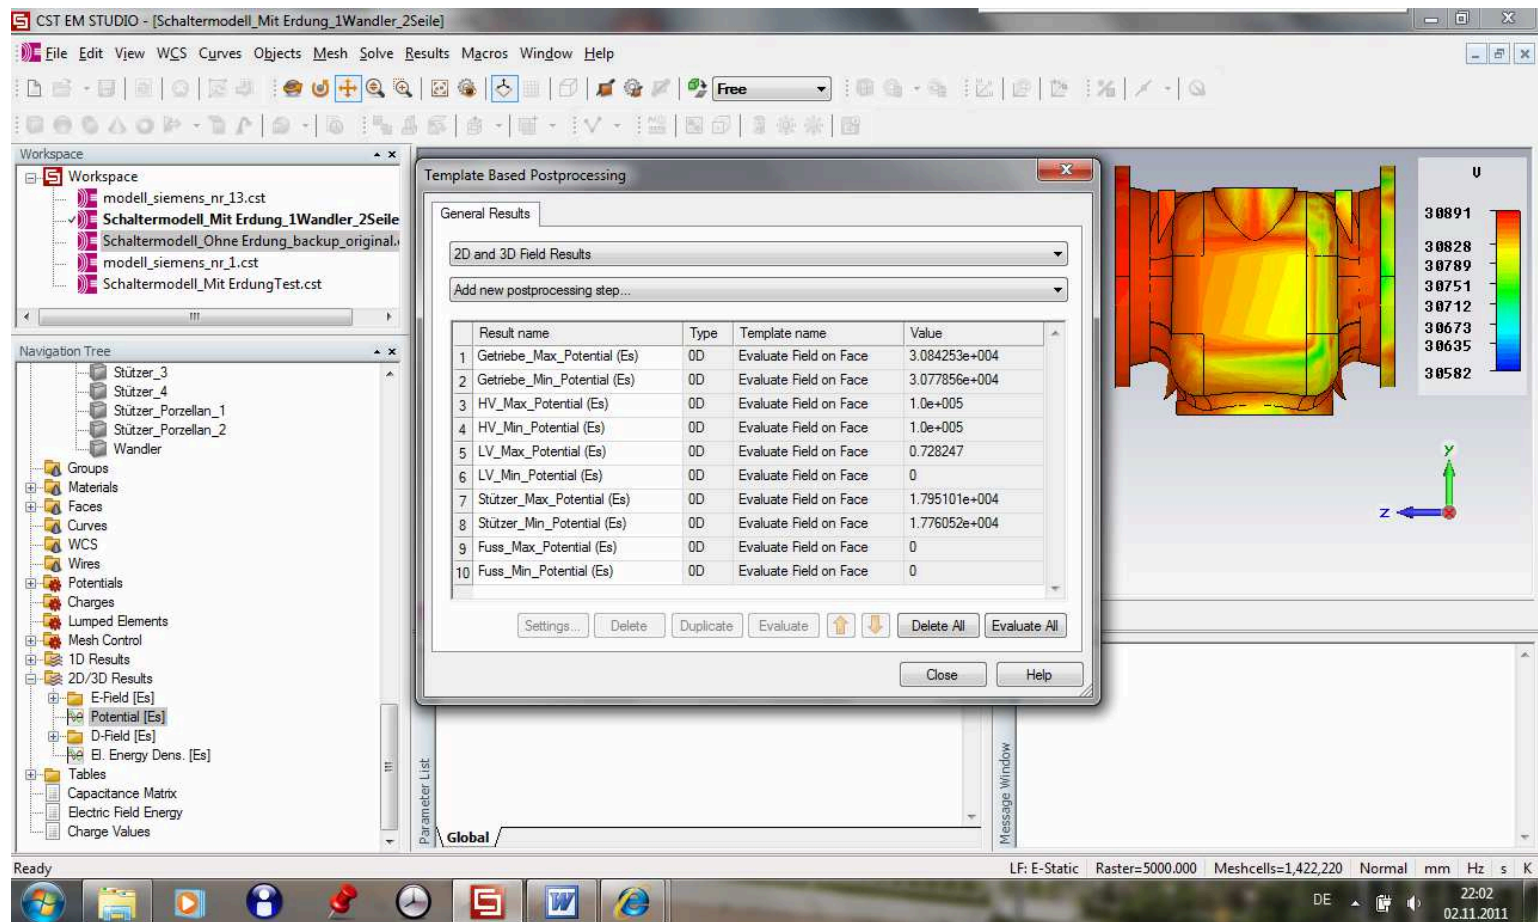 CST EM STUDIO - [Schaltermodell_Mit Erdung_1Wandler_2Seile]
File Edit View WCS Curves Objects Mesh Solve Results Macros Window Help
Free
Workspace
Workspace
modell_siemens_nr_13.cst
Schaltermodell_Mit Erdung_1Wandler_2Seile
Schaltermodell_Ohne Erdung_backup_original.
modell_siemens_nr_1.cst
Schaltermodell_Mit ErdungTest.cst
Navigation Tree
Stützer_3
Stützer_4
Stützer_Porzellan_1
Stützer_Porzellan_2
Wandler
Groups
Materials
Faces
Curves
WCS
Wires
Potentials
Charges
Lumped Elements
Mesh Control
1D Results
2D/3D Results
E-Field [Es]
Potential [Es]
D-Field [Es]
El. Energy Dens. [Es]
Tables
Capacitance Matrix
Electric Field Energy
Charge Values
Template Based Postprocessing
General Results
2D and 3D Field Results
Add new postprocessing step...
Result name Type Template name Value
1 Getriebe_Max_Potential (Es) 0D Evaluate Field on Face 3.084253e+004
2 Getriebe_Min_Potential (Es) 0D Evaluate Field on Face 3.077856e+004
3 HV_Max_Potential (Es) 0D Evaluate Field on Face 1.0e+005
4 HV_Min_Potential (Es) 0D Evaluate Field on Face 1.0e+005
5 LV_Max_Potential (Es) 0D Evaluate Field on Face 0.728247
6 LV_Min_Potential (Es) 0D Evaluate Field on Face 0
7 Stützer_Max_Potential (Es) 0D Evaluate Field on Face 1.795101e+004
8 Stützer_Min_Potential (Es) 0D Evaluate Field on Face 1.776052e+004
9 Fuss_Max_Potential (Es) 0D Evaluate Field on Face 0
10 Fuss_Min_Potential (Es) 0D Evaluate Field on Face 0
Settings... Delete Duplicate Evaluate Delete All Evaluate All
Close Help
U
30891
30828
30789
30751
30712
30673
30635
30582
y
z
Parameter List
Global
Message Window
Ready
LF: E-Static Raster=5000.000 Meshcells=1,422,220 Normal mm Hz s K
DE
22:02
02.11.2011